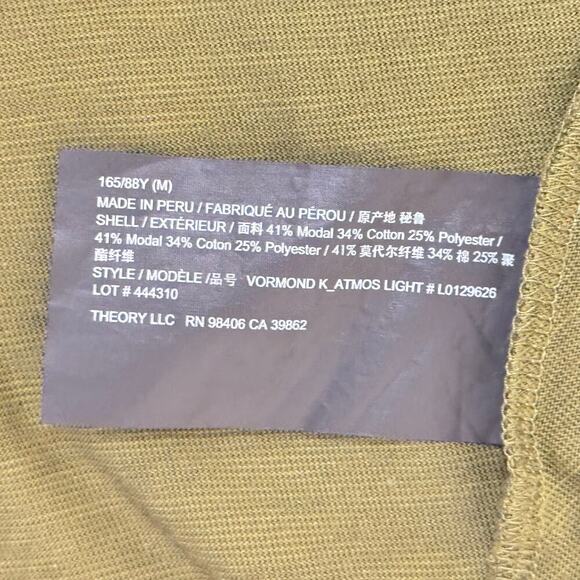 165/88Y (M)
MADE IN PERU / FABRIQUÉ AU PÉROU / 原产地 秘鲁
SHELL / EXTÉRIEUR / 面料 41% Modal 34% Cotton 25% Polyester /
41% Modal 34% Coton 25% Polyester / 41% 莫代尔纤维 34% 棉 25% 聚
酯纤维
STYLE / MODÈLE /品号 VORMOND K_ATMOS LIGHT # L0129626
LOT # 444310
THEORY LLC RN 98406 CA 39862